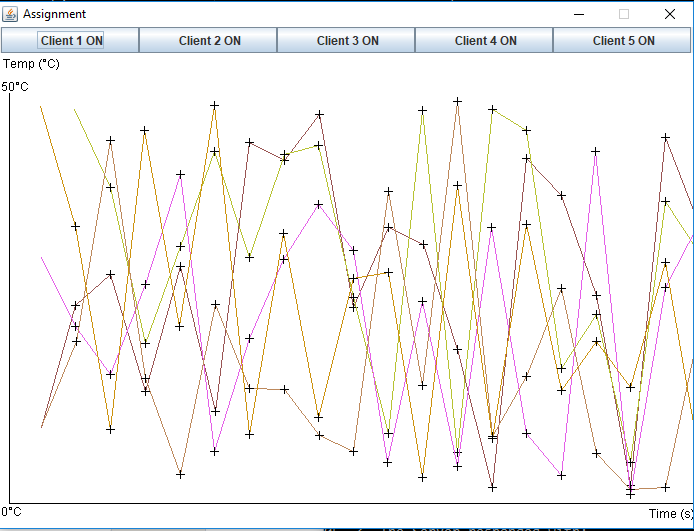 Assignment
Client 1 ON Client 2 ON Client 3 ON Client 4 ON Client 5 ON
Temp (°C)
50°C
0°C
Time (s)